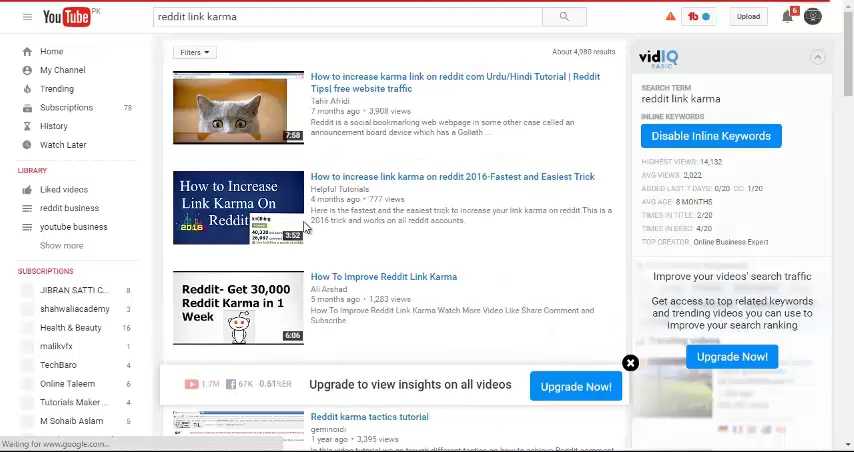 YouTube PK
reddit link karma
Upload
6
Filters
About 4,980 results
Home
My Channel
Trending
Subscriptions 78
History
Watch Later
LIBRARY
Liked videos
reddit business
youtube business
Show more
SUBSCRIPTIONS
JIBRAN SATTI C... 8
shahwaliacademy 3
Health & Beauty 16
malikvfx 1
TechBaro 4
Online Taleem 6
Tutorials Maker ... 4
M Sohaib Aslam 5
Waiting for www.google.com...
7:58
How to increase karma link on reddit com Urdu/Hindi Tutorial | Reddit
Tips| free website traffic
Tahir Afridi
7 months ago • 3,908 views
Reddit is a social bookmarking web webpage in some other case called an
announcement board device which has a Goliath ...
How to Increase
Link Karma On
Reddit
2016
3:52
How to increase link karma on reddit 2016-Fastest and Easiest Trick
Helpful Tutorials
4 months ago • 777 views
Here is the fastest and the easiest trick to increase your link karma on reddit.This is a
2016 trick and works on all reddit accounts.
Reddit- Get 30,000
Reddit Karma in 1
Week
6:06
How To Improve Reddit Link Karma
Ali Arshad
5 months ago • 1,283 views
How To Improve Reddit Link Karma Watch More Video Like Share Comment and
Subscribe.
1.7M 67K 0.61%ER
Upgrade to view insights on all videos
Upgrade Now!
Reddit karma tactics tutorial
geminoidi
1 year ago • 3,395 views
vidIQ
BASIC
SEARCH TERM
reddit link karma
INLINE KEYWORDS
Disable Inline Keywords
HIGHEST VIEWS: 14,132
AVG VIEWS: 2,022
ADDED LAST 7 DAYS: 0/20 CC: 1/20
AVG AGE: 8 MONTHS
TIMES IN TITLE: 2/20
TIMES IN DESC: 4/20
TOP CREATOR: Online Business Expert
Improve your videos' search traffic
Get access to top related keywords
and trending videos you can use to
improve your search ranking
Upgrade Now!